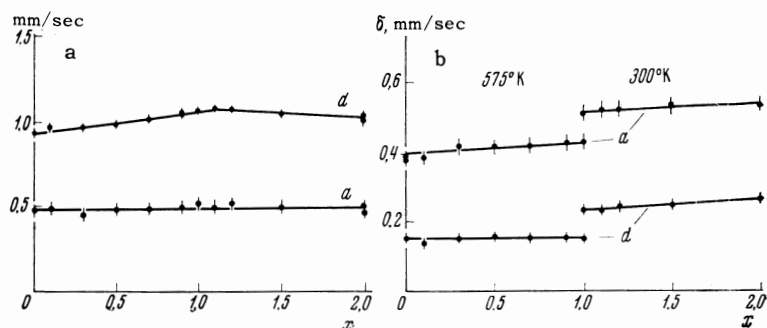 mm/sec
1,5
a
d
1,0
a
0,5
0 0,5 1,0 1,5 2,0
x
δ, mm/sec
b
0,6
575°K 300°K
a
0,4
0.2
d
0 0,5 1,0 1,5 2,0
x